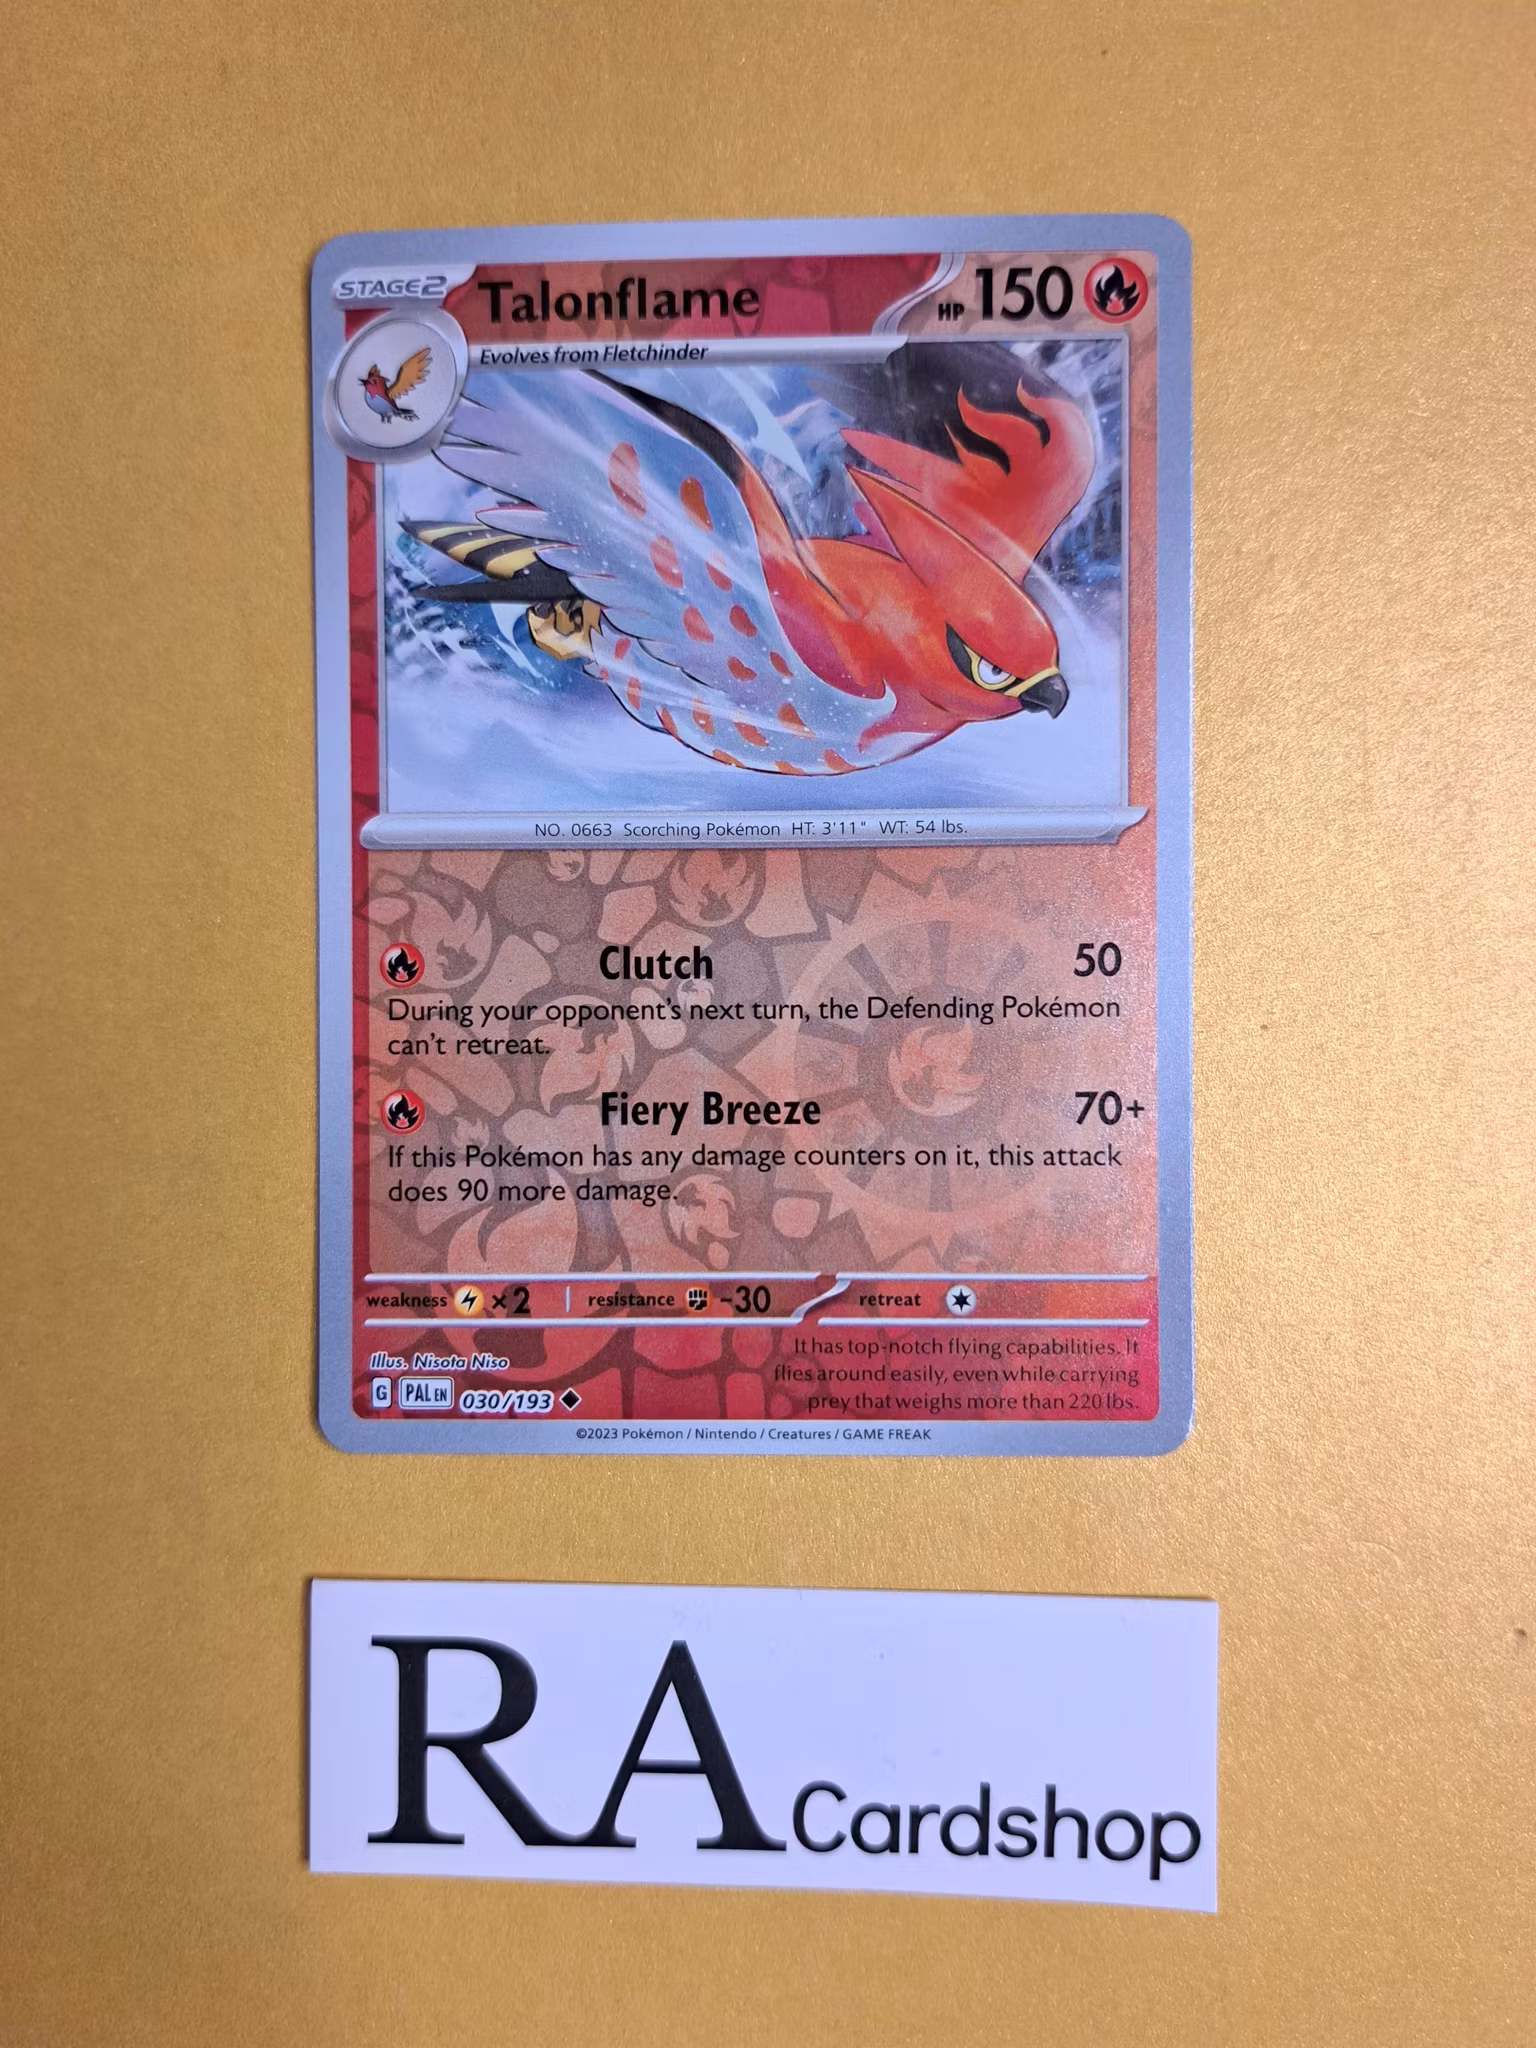 STAGE2 Talonflame HP 150
Evolves from Fletchinder
NO. 0663 Scorching Pokémon HT: 3'11" WT: 54 lbs.
Clutch 50
During your opponent's next turn, the Defending Pokémon
can't retreat.
Fiery Breeze 70+
If this Pokémon has any damage counters on it, this attack
does 90 more damage.
weakness ×2 resistance -30 retreat
It has top-notch flying capabilities. It
flies around easily, even while carrying
prey that weighs more than 220 lbs.
Illus. Nisota Niso
G PAL EN 030/193
©2023 Pokémon / Nintendo / Creatures / GAME FREAK
RA Cardshop